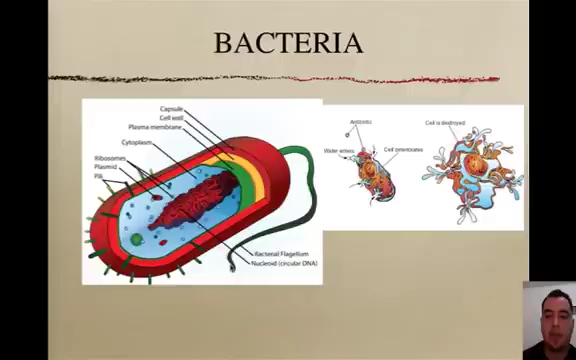 BACTERIA
Capsule
Cell wall
Plasma membrane
Cytoplasm
Ribosomes
Plasmid
Pili
Bacterial Flagellum
Nucleoid (circular DNA)
Antibiotic
Water enters
Cell penetrates
Cell is destroyed